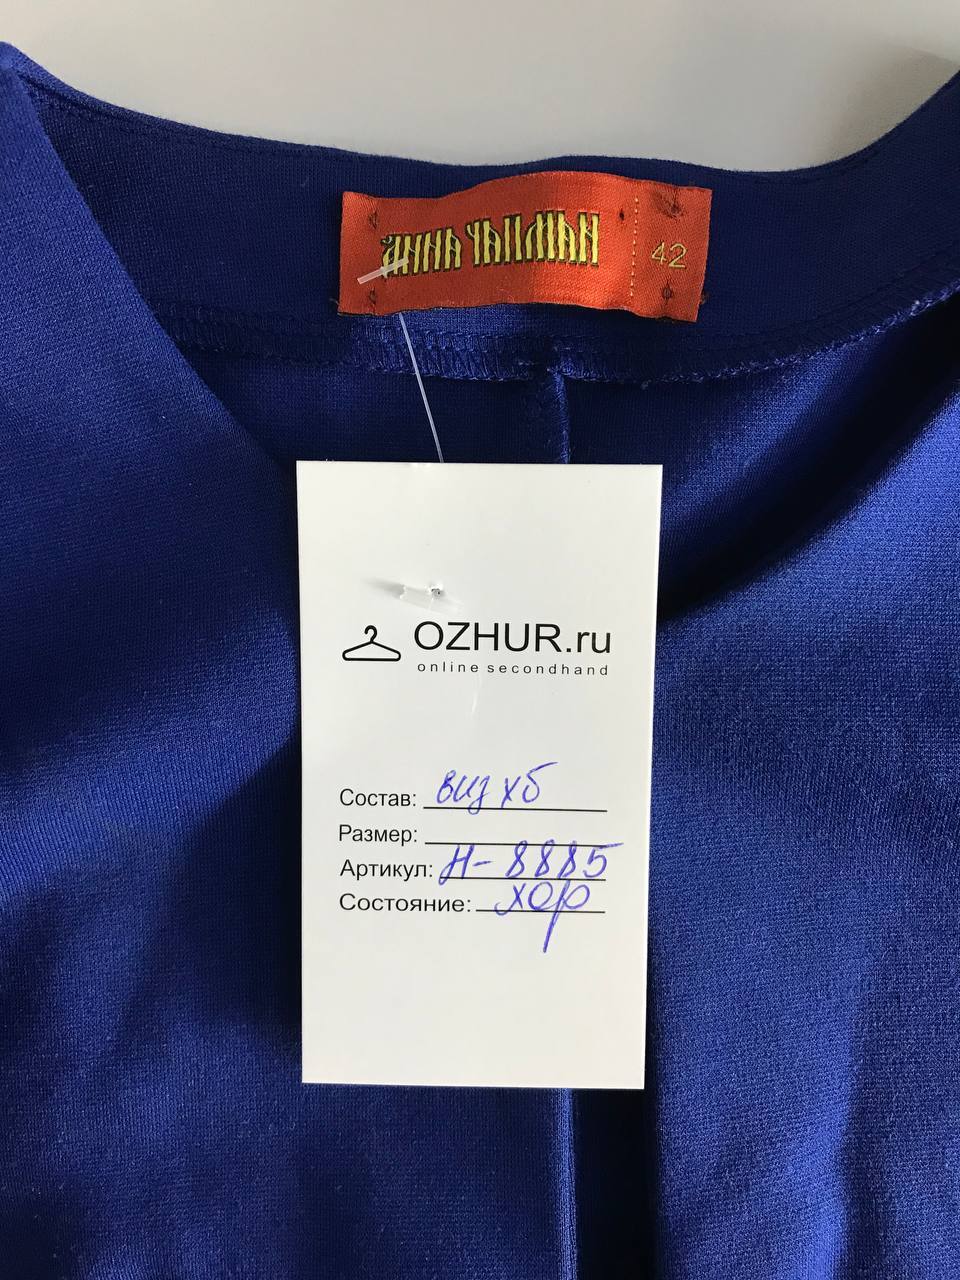 АННА ЧАПМАН
42
OZHUR.ru
online secondhand
Состав: виз хб
Размер:
Артикул: Н-8885
Состояние: хор